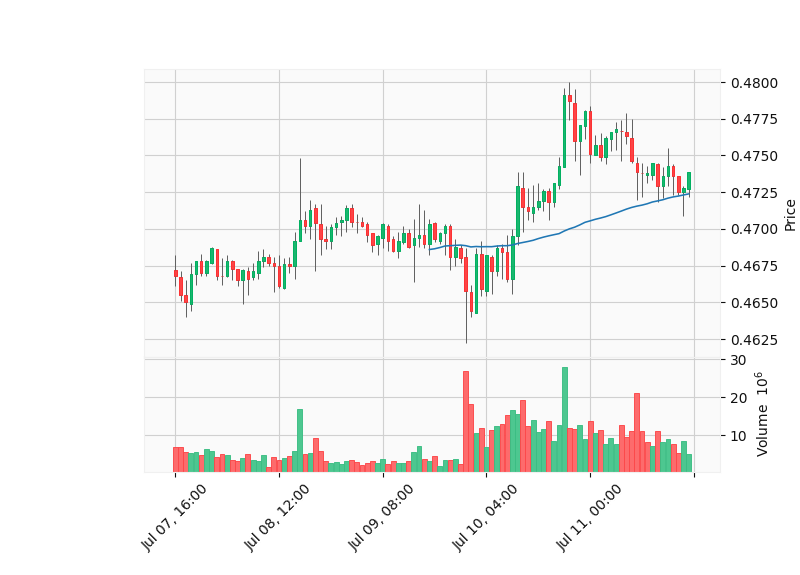 0.4800
0.4775
0.4750
0.4725
0.4700
0.4675
0.4650
0.4625
Price
30
20
10
Volume 10⁶
Jul 07, 16:00
Jul 08, 12:00
Jul 09, 08:00
Jul 10, 04:00
Jul 11, 00:00